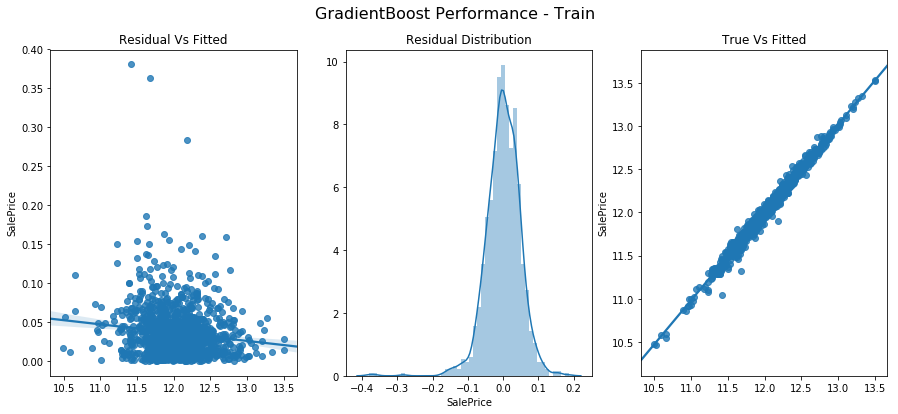 GradientBoost Performance - Train
Residual Vs Fitted
SalePrice
0.40
0.35
0.30
0.25
0.20
0.15
0.10
0.05
0.00
10.5 11.0 11.5 12.0 12.5 13.0 13.5
Residual Distribution
10
8
6
4
2
0
−0.4 −0.3 −0.2 −0.1 0.0 0.1 0.2
SalePrice
True Vs Fitted
SalePrice
13.5
13.0
12.5
12.0
11.5
11.0
10.5
10.5 11.0 11.5 12.0 12.5 13.0 13.5